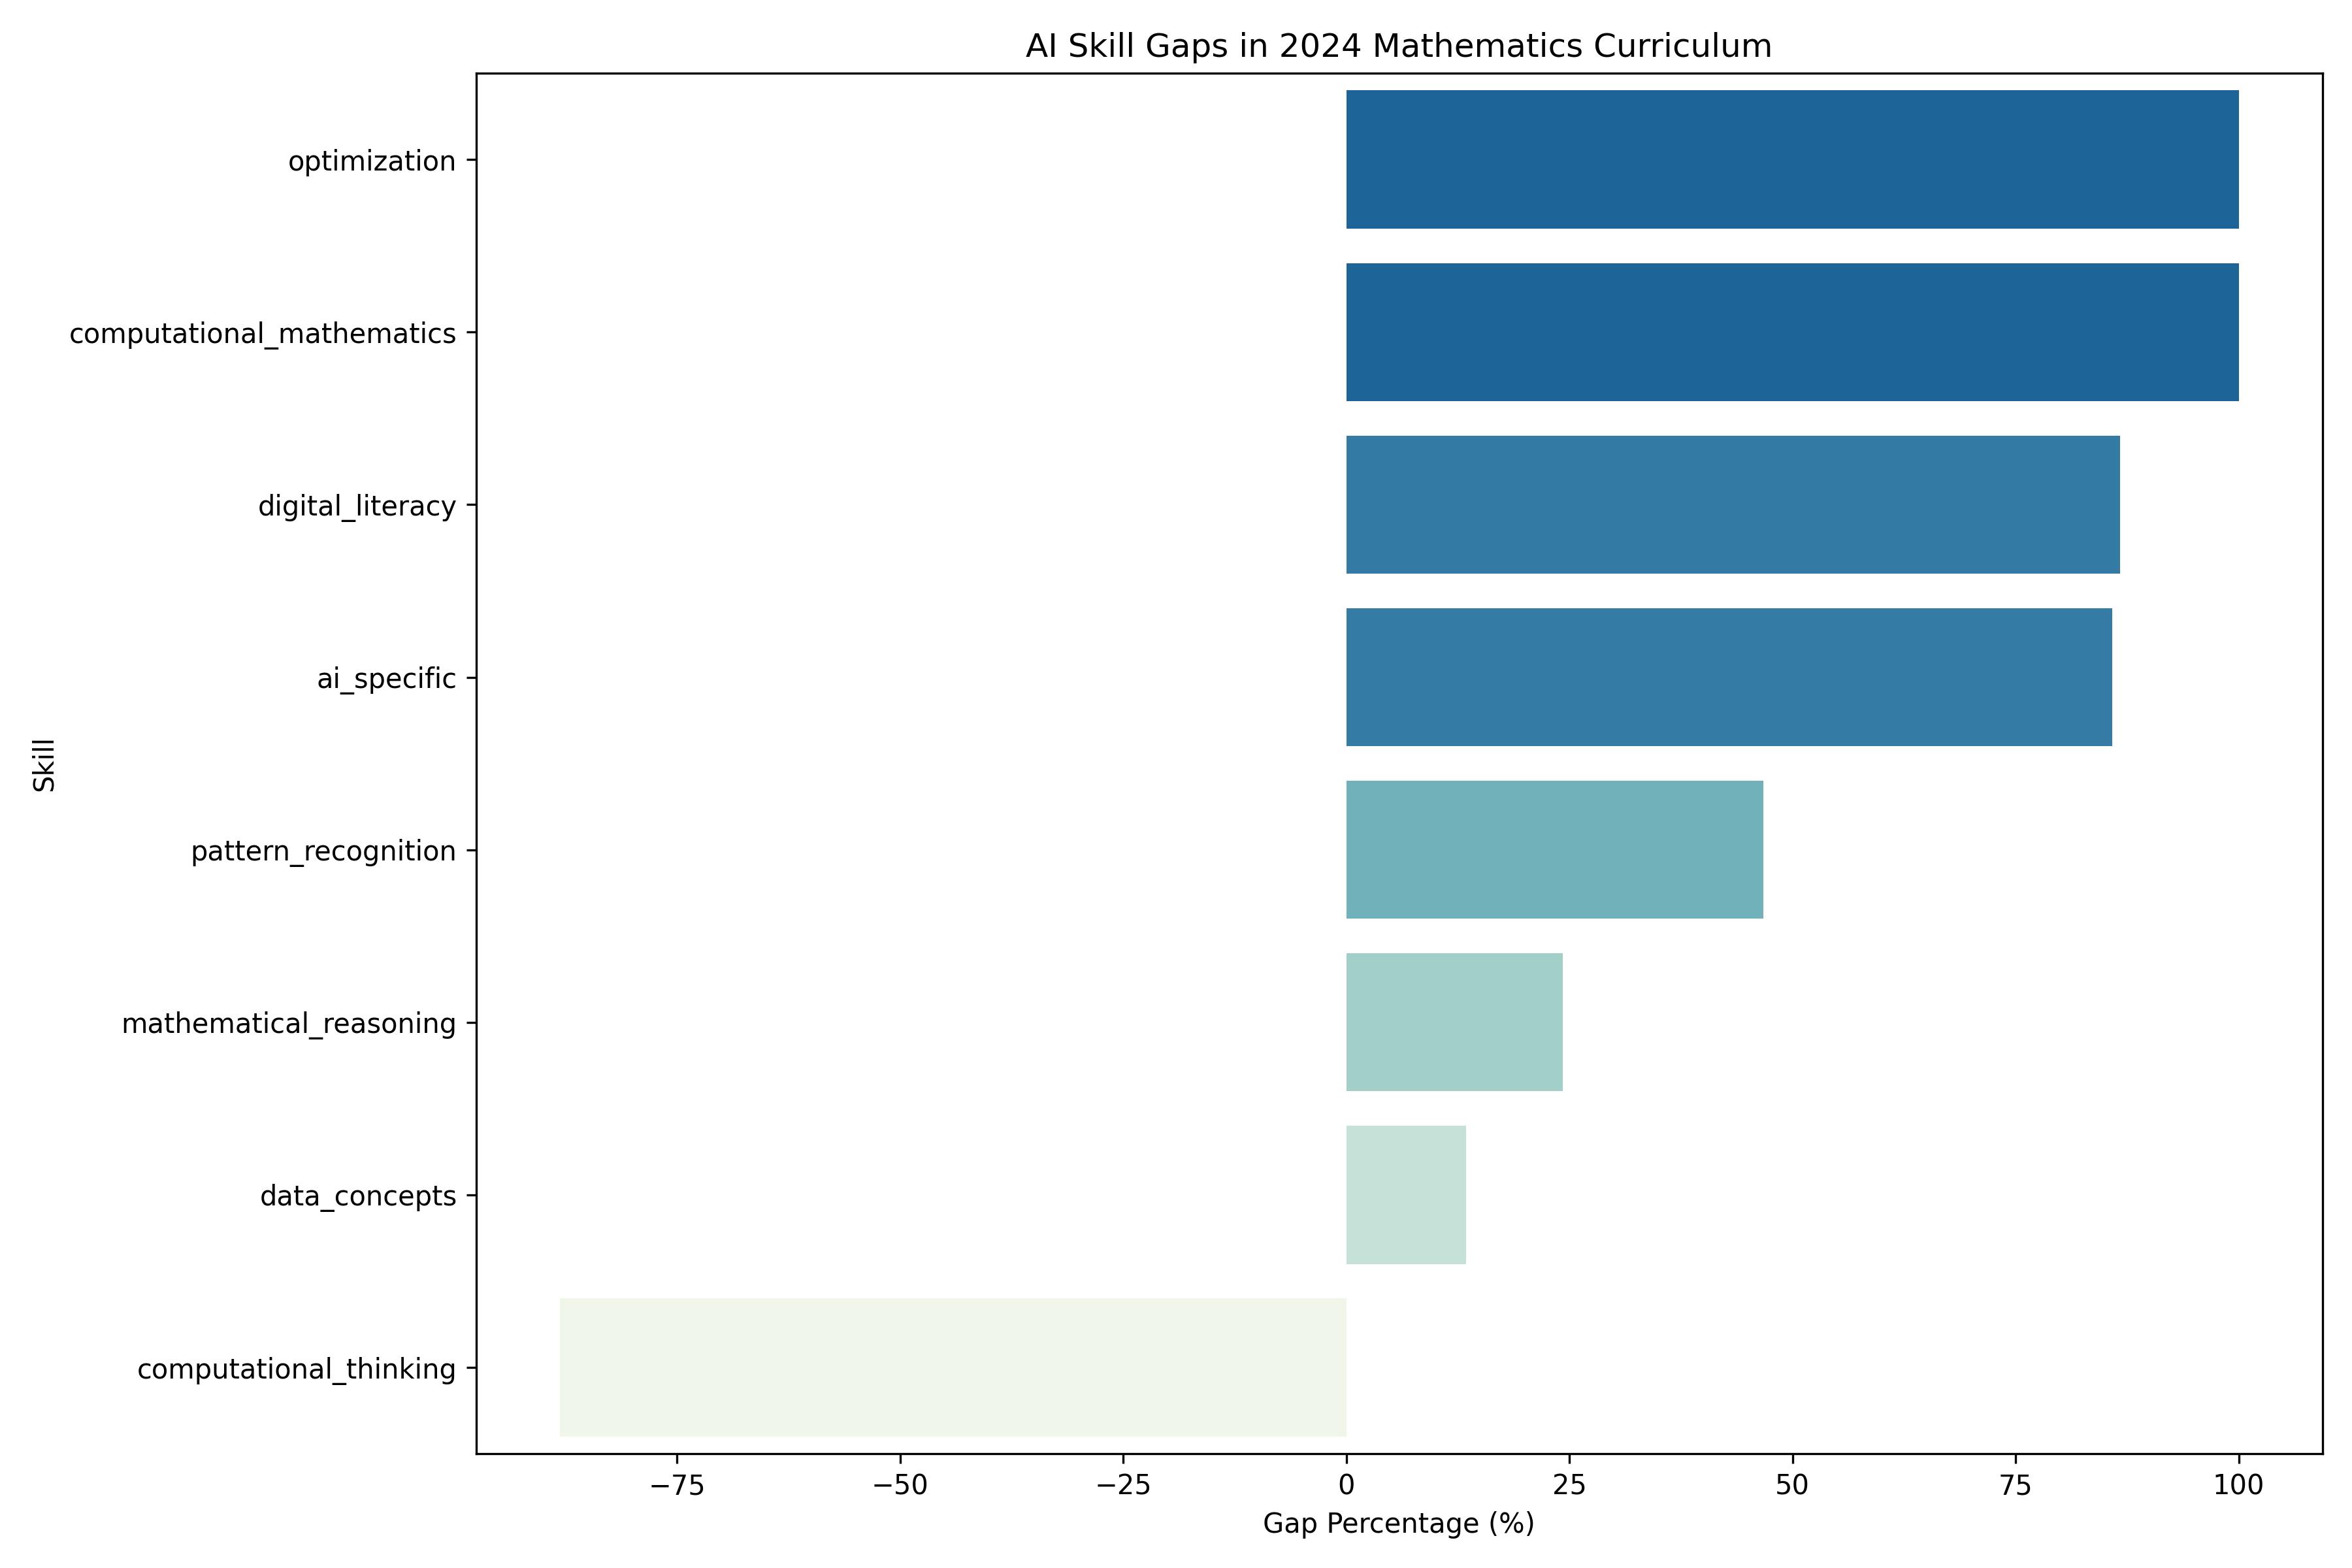 AI Skill Gaps in 2024 Mathematics Curriculum
optimization
computational_mathematics
digital_literacy
ai_specific
pattern_recognition
mathematical_reasoning
data_concepts
computational_thinking
Skill
−75 −50 −25 0 25 50 75 100
Gap Percentage (%)